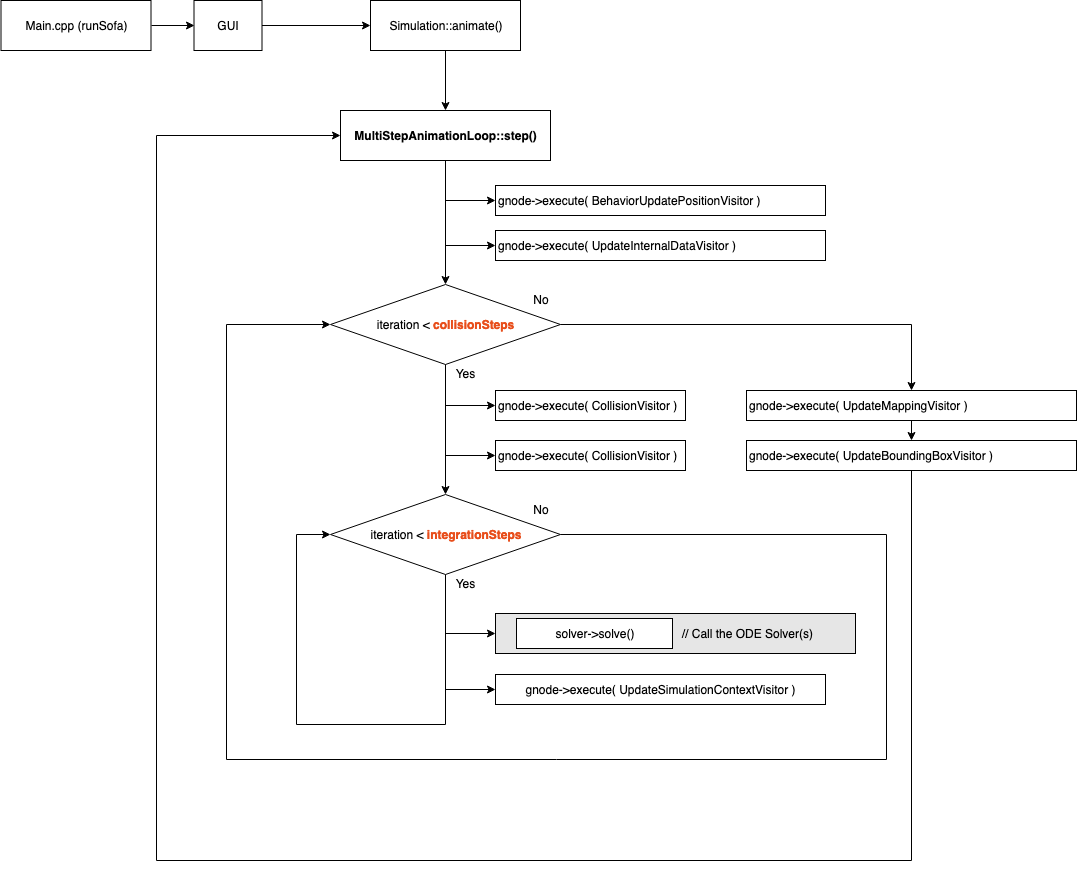 Main.cpp (runSofa)
GUI
Simulation::animate()
MultiStepAnimationLoop::step()
gnode->execute( BehaviorUpdatePositionVisitor )
gnode->execute( UpdateInternalDataVisitor )
No
iteration < collisionSteps
Yes
gnode->execute( CollisionVisitor )
gnode->execute( UpdateMappingVisitor )
gnode->execute( CollisionVisitor )
gnode->execute( UpdateBoundingBoxVisitor )
No
iteration < integrationSteps
Yes
solver->solve() // Call the ODE Solver(s)
gnode->execute( UpdateSimulationContextVisitor )